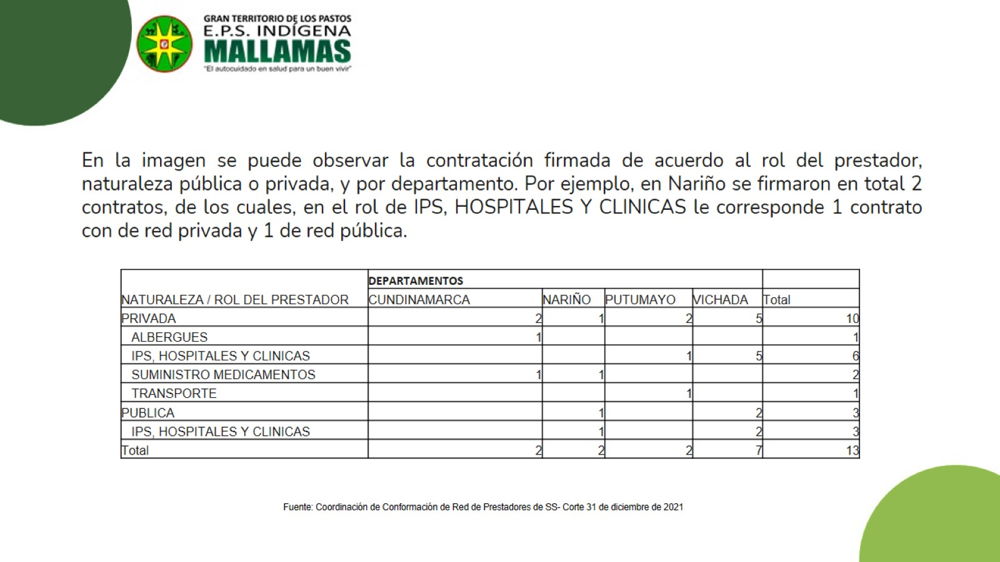 GRAN TERRITORIO DE LOS PASTOS
E.P.S. INDÍGENA
MALLAMAS
"El autocuidado en salud para un buen vivir"
En la imagen se puede observar la contratación firmada de acuerdo al rol del prestador,
naturaleza pública o privada, y por departamento. Por ejemplo, en Nariño se firmaron en total 2
contratos, de los cuales, en el rol de IPS, HOSPITALES Y CLINICAS le corresponde 1 contrato
con de red privada y 1 de red pública.
DEPARTAMENTOS
NATURALEZA / ROL DEL PRESTADOR CUNDINAMARCA NARIÑO PUTUMAYO VICHADA Total
PRIVADA 2 1 2 5 10
ALBERGUES 1 1
IPS, HOSPITALES Y CLINICAS 1 5 6
SUMINISTRO MEDICAMENTOS 1 1 2
TRANSPORTE 1 1
PUBLICA 1 2 3
IPS, HOSPITALES Y CLINICAS 1 2 3
Total 2 2 2 7 13
Fuente: Coordinación de Conformación de Red de Prestadores de SS- Corte 31 de diciembre de 2021